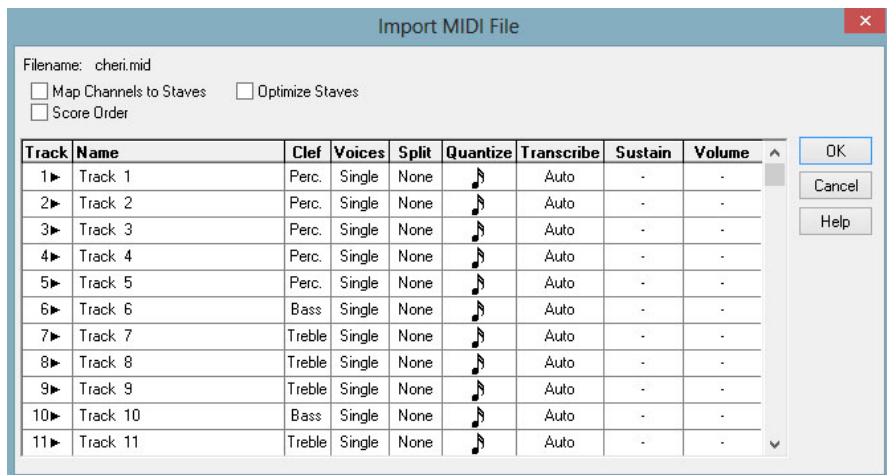 Import MIDI File
Filename: cheri.mid
Map Channels to Staves Optimize Staves
Score Order
Track Name Clef Voices Split Quantize Transcribe Sustain Volume
1 Track 1 Perc. Single None Auto - -
2 Track 2 Perc. Single None Auto - -
3 Track 3 Perc. Single None Auto - -
4 Track 4 Perc. Single None Auto - -
5 Track 5 Perc. Single None Auto - -
6 Track 6 Bass Single None Auto - -
7 Track 7 Treble Single None Auto - -
8 Track 8 Treble Single None Auto - -
9 Track 9 Treble Single None Auto - -
10 Track 10 Bass Single None Auto - -
11 Track 11 Treble Single None Auto - -
OK
Cancel
Help